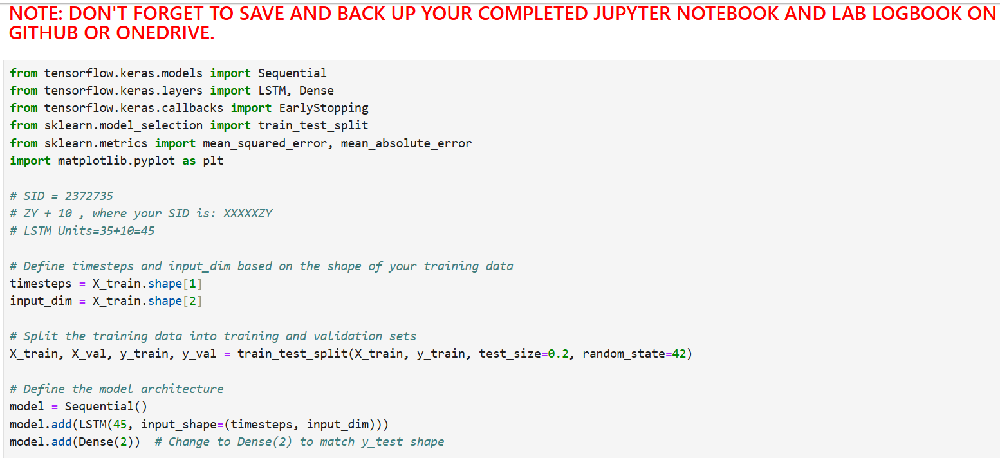 NOTE: DON'T FORGET TO SAVE AND BACK UP YOUR COMPLETED JUPYTER NOTEBOOK AND LAB LOGBOOK ON
GITHUB OR ONEDRIVE.
from tensorflow.keras.models import Sequential
from tensorflow.keras.layers import LSTM, Dense
from tensorflow.keras.callbacks import EarlyStopping
from sklearn.model_selection import train_test_split
from sklearn.metrics import mean_squared_error, mean_absolute_error
import matplotlib.pyplot as plt
# SID = 2372735
# ZY + 10 , where your SID is: XXXXXZY
# LSTM Units=35+10=45
# Define timesteps and input_dim based on the shape of your training data
timesteps = X_train.shape[1]
input_dim = X_train.shape[2]
# Split the training data into training and validation sets
X_train, X_val, y_train, y_val = train_test_split(X_train, y_train, test_size=0.2, random_state=42)
# Define the model architecture
model = Sequential()
model.add(LSTM(45, input_shape=(timesteps, input_dim)))
model.add(Dense(2))  # Change to Dense(2) to match y_test shape